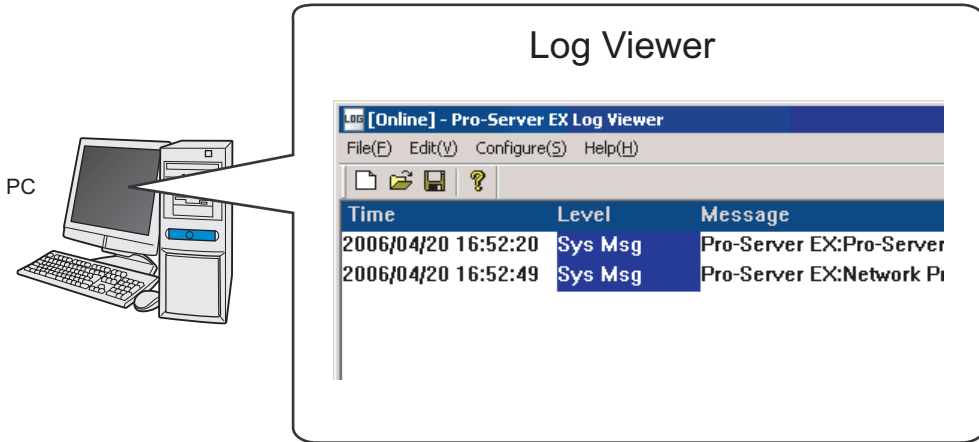 Log Viewer
PC
LOG [Online] - Pro-Server EX Log Viewer
File(F) Edit(V) Configure(S) Help(H)
Time Level Message
2006/04/20 16:52:20 Sys Msg Pro-Server EX:Pro-Server
2006/04/20 16:52:49 Sys Msg Pro-Server EX:Network